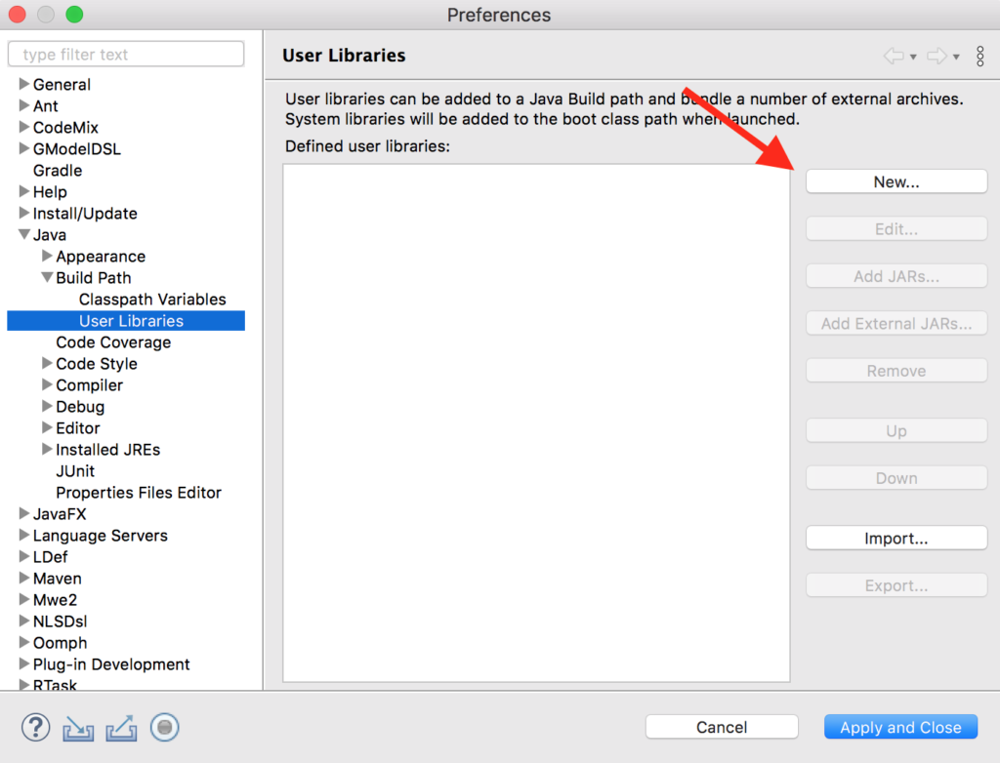 Preferences
type filter text
General
Ant
CodeMix
GModelDSL
Gradle
Help
Install/Update
Java
Appearance
Build Path
Classpath Variables
User Libraries
Code Coverage
Code Style
Compiler
Debug
Editor
Installed JREs
JUnit
Properties Files Editor
JavaFX
Language Servers
LDef
Maven
Mwe2
NLSDsl
Oomph
Plug-in Development
RTask
User Libraries
User libraries can be added to a Java Build path and bundle a number of external archives.
System libraries will be added to the boot class path when launched.
Defined user libraries:
New...
Edit...
Add JARs...
Add External JARs...
Remove
Up
Down
Import...
Export...
?
Cancel
Apply and Close